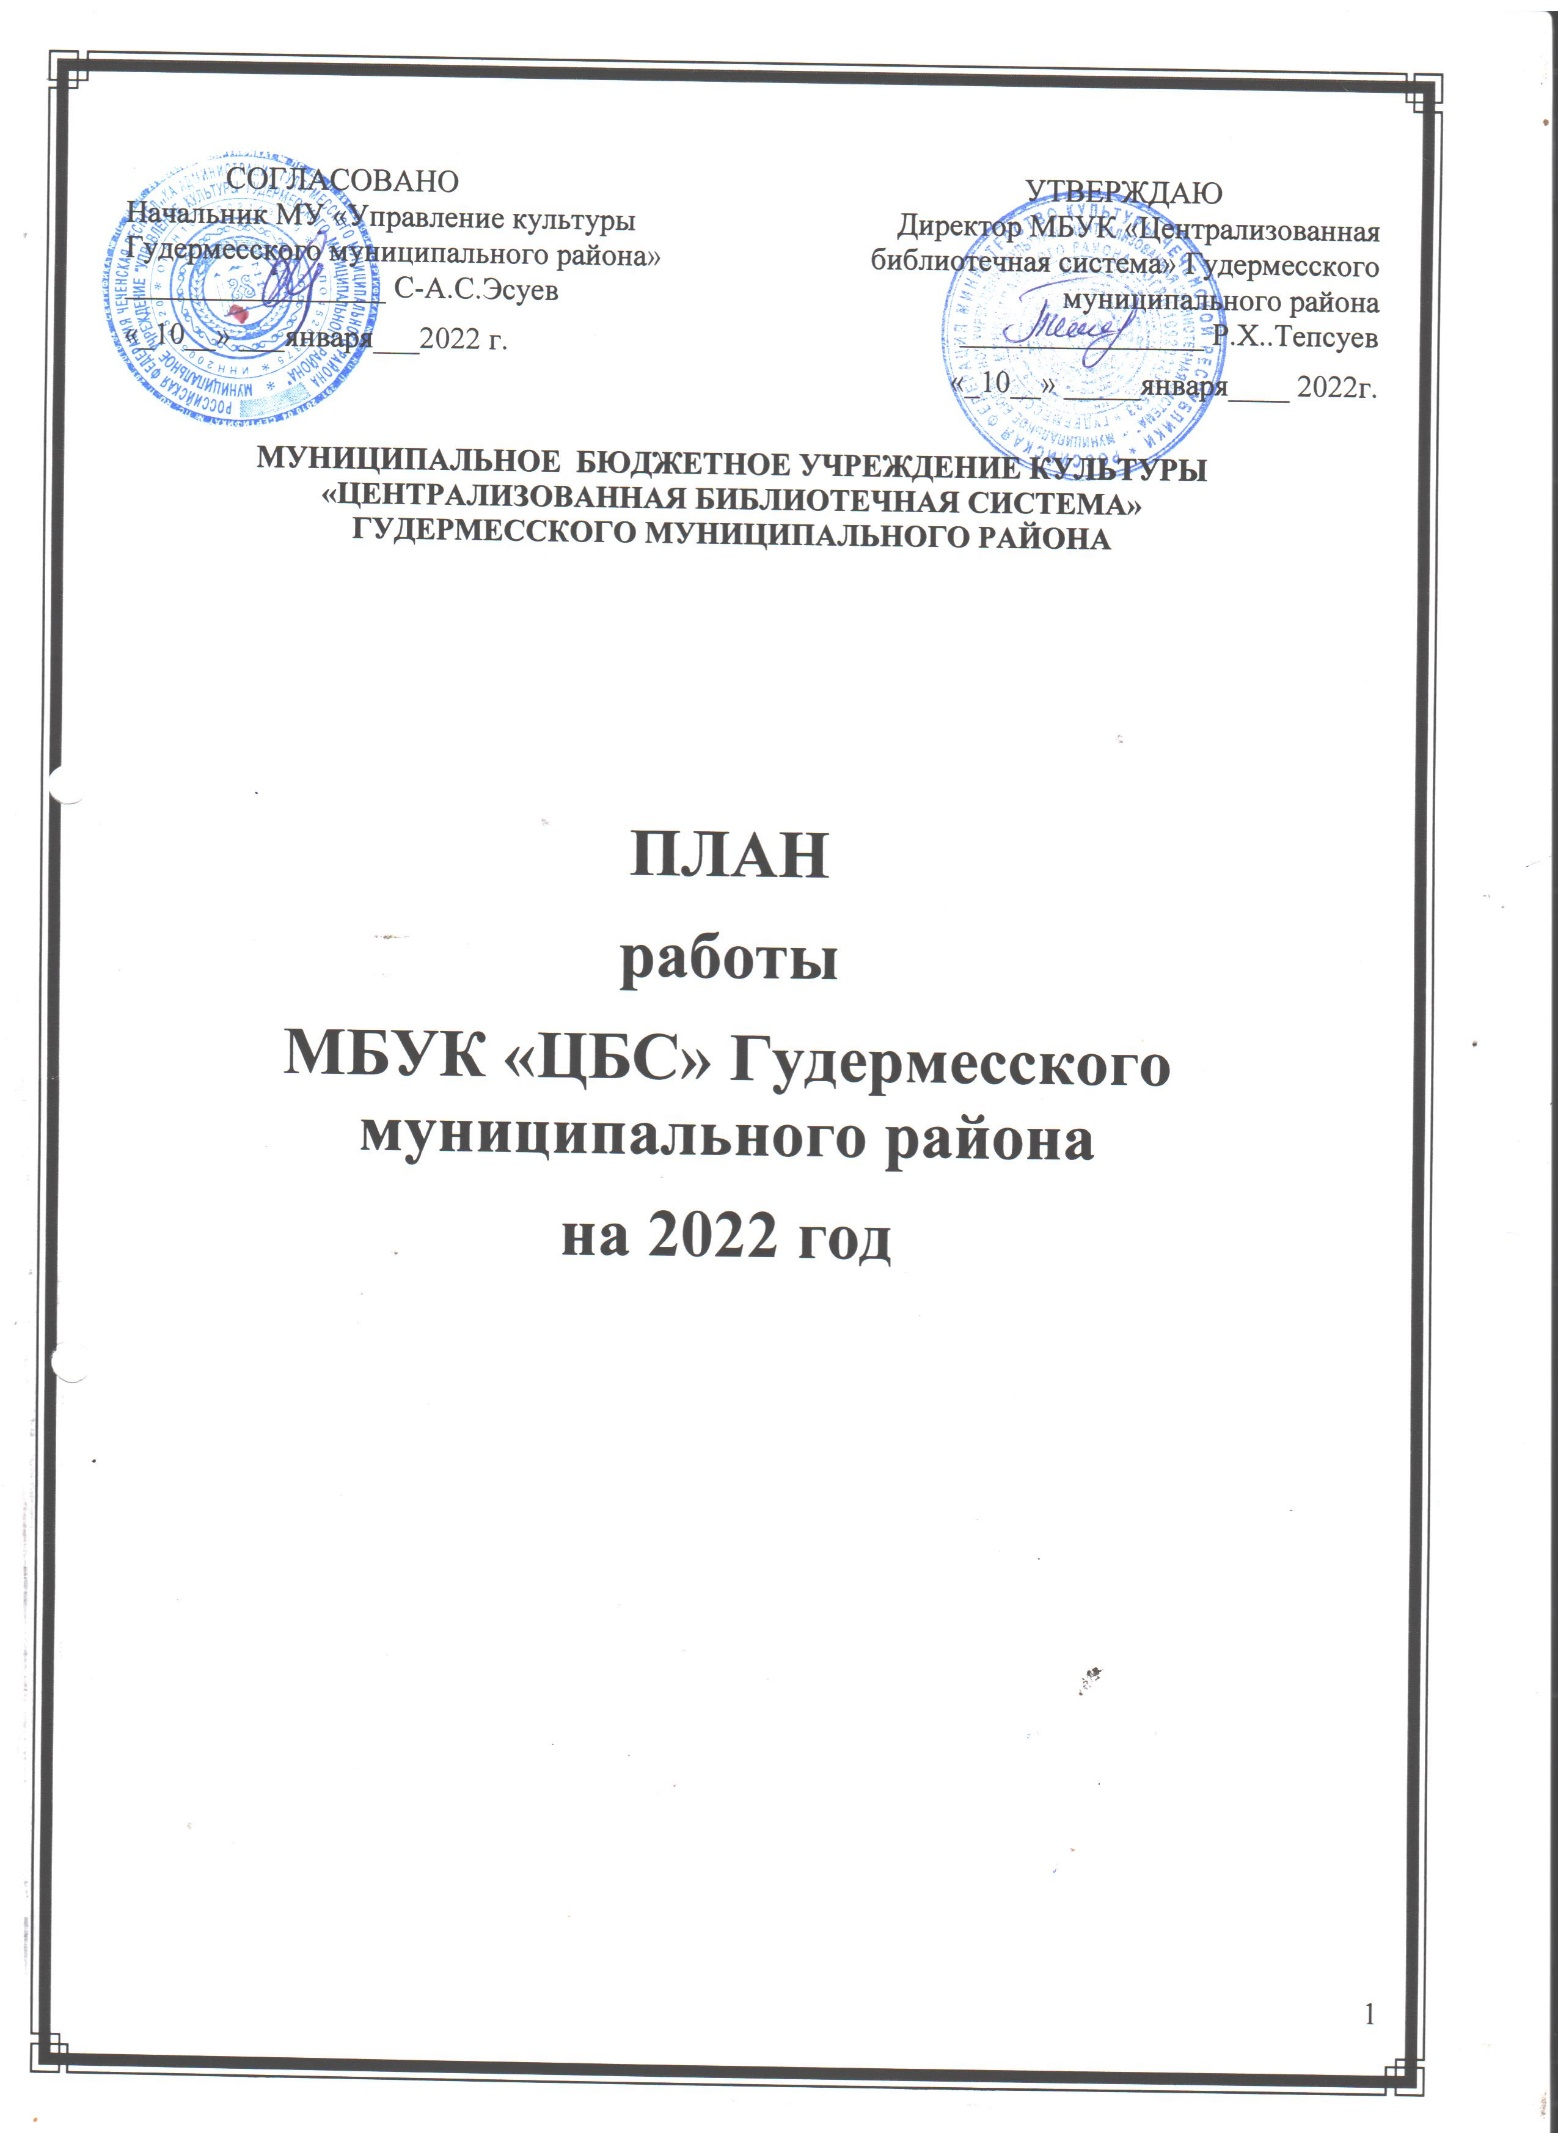 СОГЛАСОВАНО
Начальник МУ «Управление культуры
Гудермесского муниципального района»
_________________ С-А.С.Эсуев
«_10__» ___января___2022 г.
УТВЕРЖДАЮ
Директор МБУК «Централизованная
библиотечная система» Гудермесского
муниципального района
________________ Р.Х..Тепсуев
«_10__» _____января____ 2022г.
МУНИЦИПАЛЬНОЕ БЮДЖЕТНОЕ УЧРЕЖДЕНИЕ КУЛЬТУРЫ
«ЦЕНТРАЛИЗОВАННАЯ БИБЛИОТЕЧНАЯ СИСТЕМА»
ГУДЕРМЕССКОГО МУНИЦИПАЛЬНОГО РАЙОНА
ПЛАН
работы
МБУК «ЦБС» Гудермесского
муниципального района
на 2022 год
1